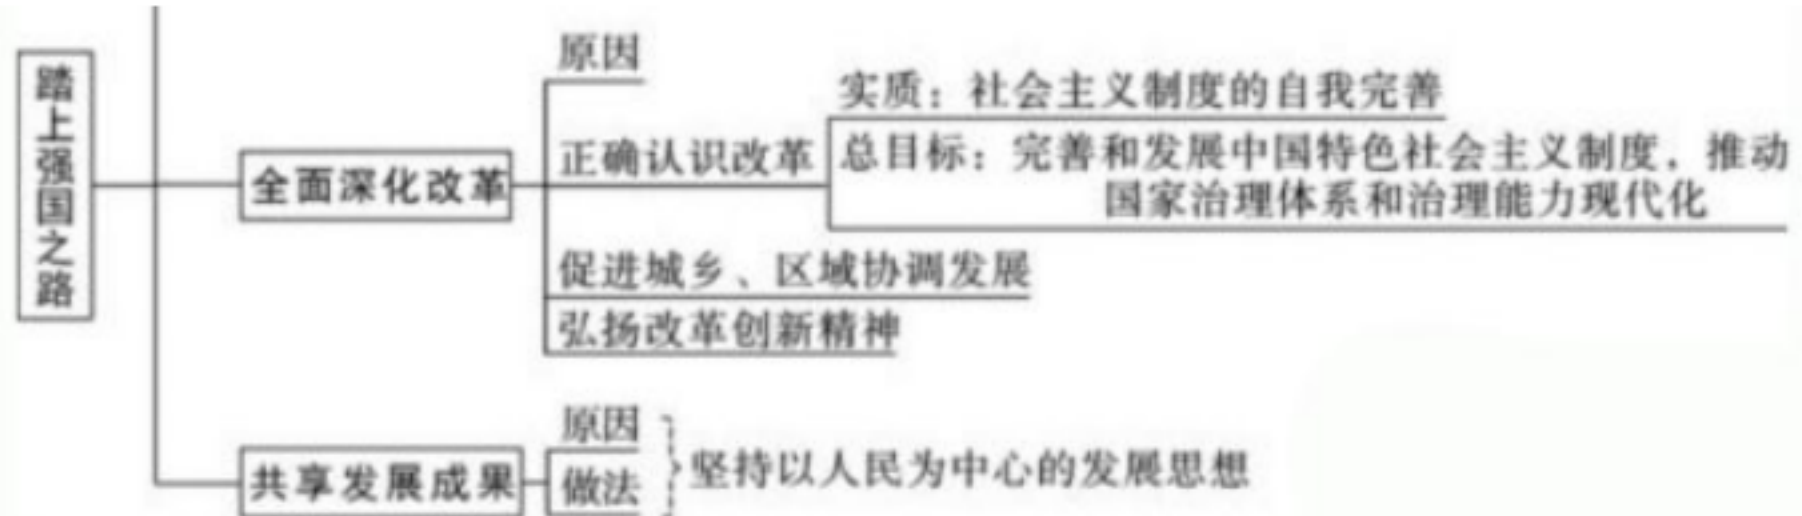 踏上强国之路
原因
实质：社会主义制度的自我完善
正确认识改革
总目标：完善和发展中国特色社会主义制度，推动
国家治理体系和治理能力现代化
全面深化改革
促进城乡、区域协调发展
弘扬改革创新精神
原因
共享发展成果
做法
坚持以人民为中心的发展思想